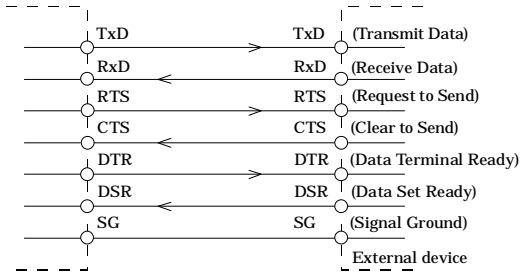 TxD TxD (Transmit Data)
RxD RxD (Receive Data)
RTS RTS (Request to Send)
CTS CTS (Clear to Send)
DTR DTR (Data Terminal Ready)
DSR DSR (Data Set Ready)
SG SG (Signal Ground)
External device